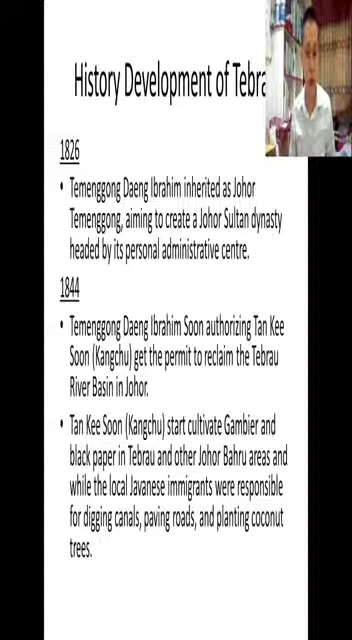 History Development of Tebra
1826
• Temenggong Daeng Ibrahim inherited as Johor
Temenggong, aiming to create a Johor Sultan dynasty
headed by its personal administrative centre.
1844
• Temenggong Daeng Ibrahim Soon authorizing Tan Kee
Soon (Kangchu) get the permit to reclaim the Tebrau
River Basin in Johor.
• Tan Kee Soon (Kangchu) start cultivate Gambier and
black paper in Tebrau and other Johor Bahru areas and
while the local Javanese immigrants were responsible
for digging canals, paving roads, and planting coconut
trees.